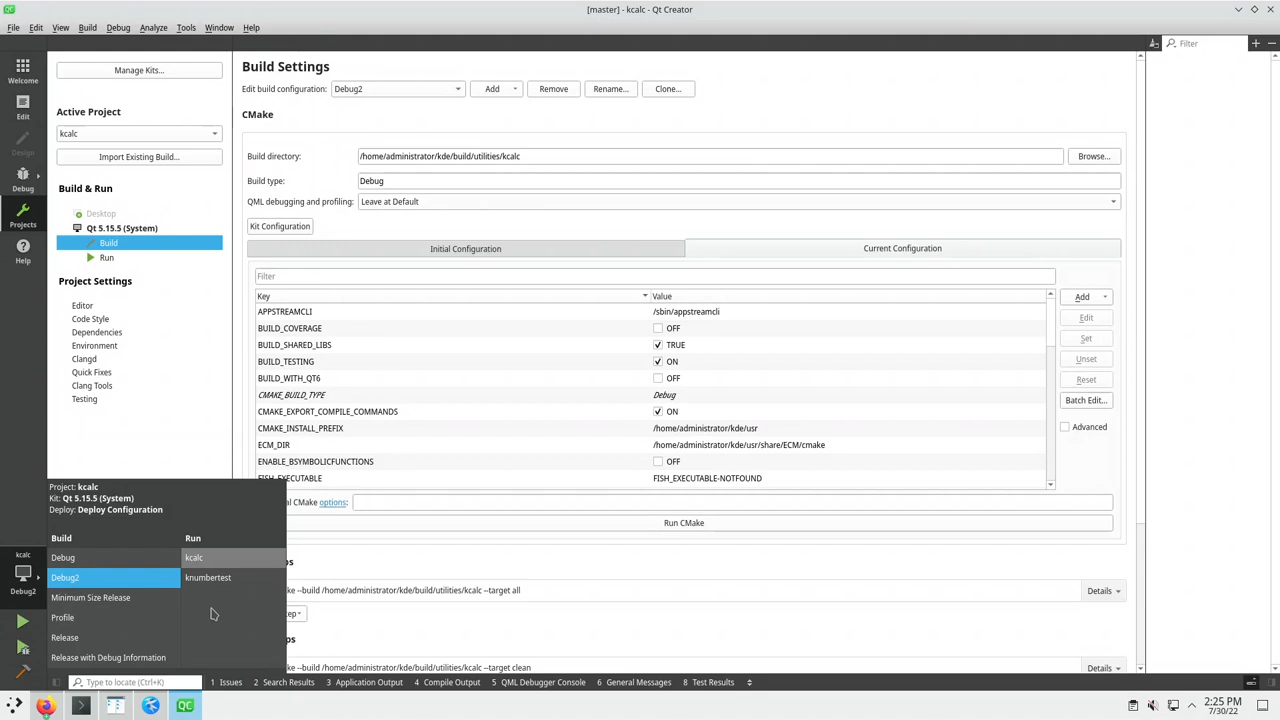 [master] - kcalc - Qt Creator
File Edit View Build Debug Analyze Tools Window Help
Filter
Welcome
Edit
Design
Debug
Projects
Help
Manage Kits...
Active Project
kcalc
Import Existing Build...
Build & Run
Desktop
Qt 5.15.5 (System)
Build
Run
Project Settings
Editor
Code Style
Dependencies
Environment
Clangd
Quick Fixes
Clang Tools
Testing
Build Settings
Edit build configuration: Debug2 Add Remove Rename... Clone...
CMake
Build directory: /home/administrator/kde/build/utilities/kcalc Browse...
Build type: Debug
QML debugging and profiling: Leave at Default
Kit Configuration
Initial Configuration Current Configuration
Filter
Key Value
APPSTREAMCLI /sbin/appstreamcli
BUILD_COVERAGE OFF
BUILD_SHARED_LIBS TRUE
BUILD_TESTING ON
BUILD_WITH_QT6 OFF
CMAKE_BUILD_TYPE Debug
CMAKE_EXPORT_COMPILE_COMMANDS ON
CMAKE_INSTALL_PREFIX /home/administrator/kde/usr
ECM_DIR /home/administrator/kde/usr/share/ECM/cmake
ENABLE_BSYMBOLICFUNCTIONS OFF
FISH_EXECUTABLE FISH_EXECUTABLE-NOTFOUND
Add
Edit
Set
Unset
Reset
Batch Edit...
Advanced
al CMake options:
Run CMake
ps
ke --build /home/administrator/kde/build/utilities/kcalc --target all Details
ep
ps
ke --build /home/administrator/kde/build/utilities/kcalc --target clean Details
Project: kcalc
Kit: Qt 5.15.5 (System)
Deploy: Deploy Configuration
Build Run
Debug kcalc
Debug2 knumbertest
Minimum Size Release
Profile
Release
Release with Debug Information
kcalc
Debug2
Type to locate (Ctrl+K) 1 Issues 2 Search Results 3 Application Output 4 Compile Output 5 QML Debugger Console 6 General Messages 8 Test Results
QC
2:25 PM
7/30/22